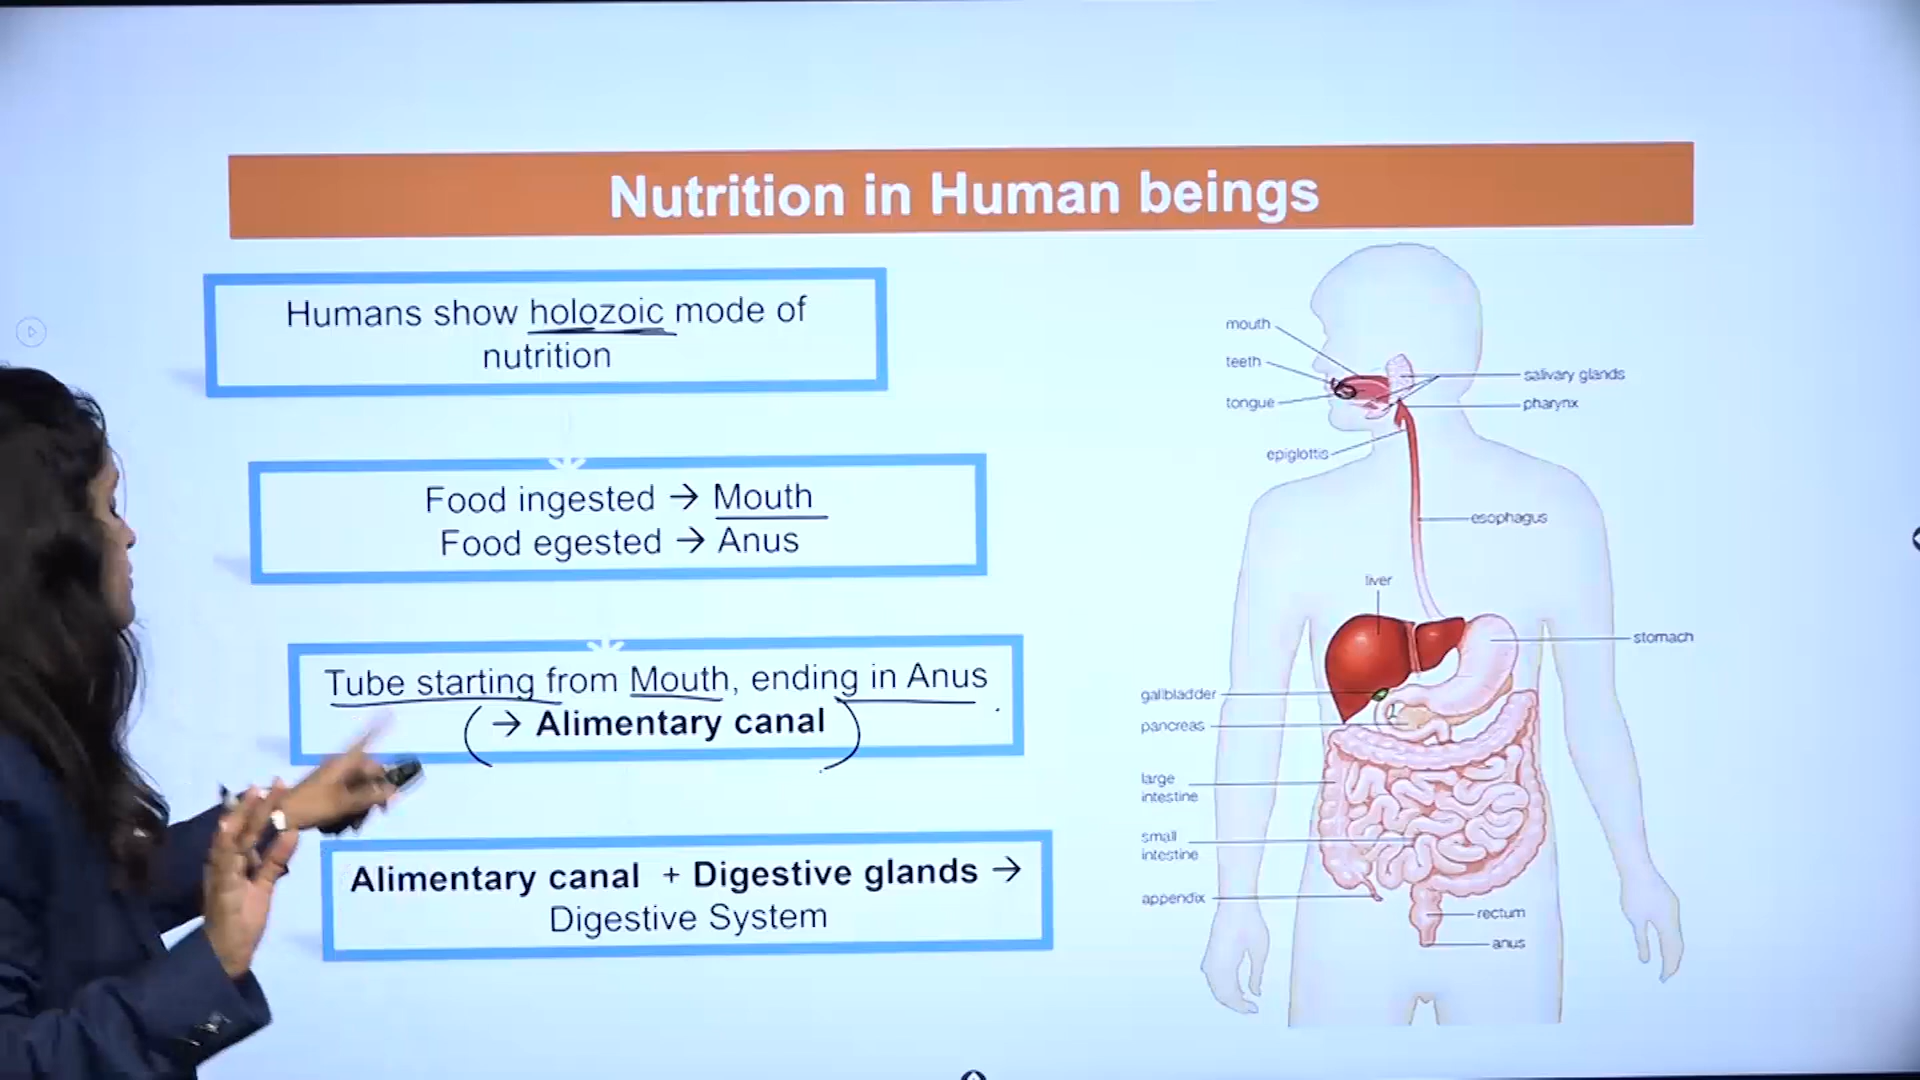 Nutrition in Human beings
Humans show holozoic mode of
nutrition
Food ingested → Mouth
Food egested → Anus
Tube starting from Mouth, ending in Anus
(→ Alimentary canal)
Alimentary canal + Digestive glands →
Digestive System
mouth
teeth
tongue
epiglottis
salivary glands
pharynx
esophagus
liver
stomach
gallbladder
pancreas
large
intestine
small
intestine
appendix
rectum
anus